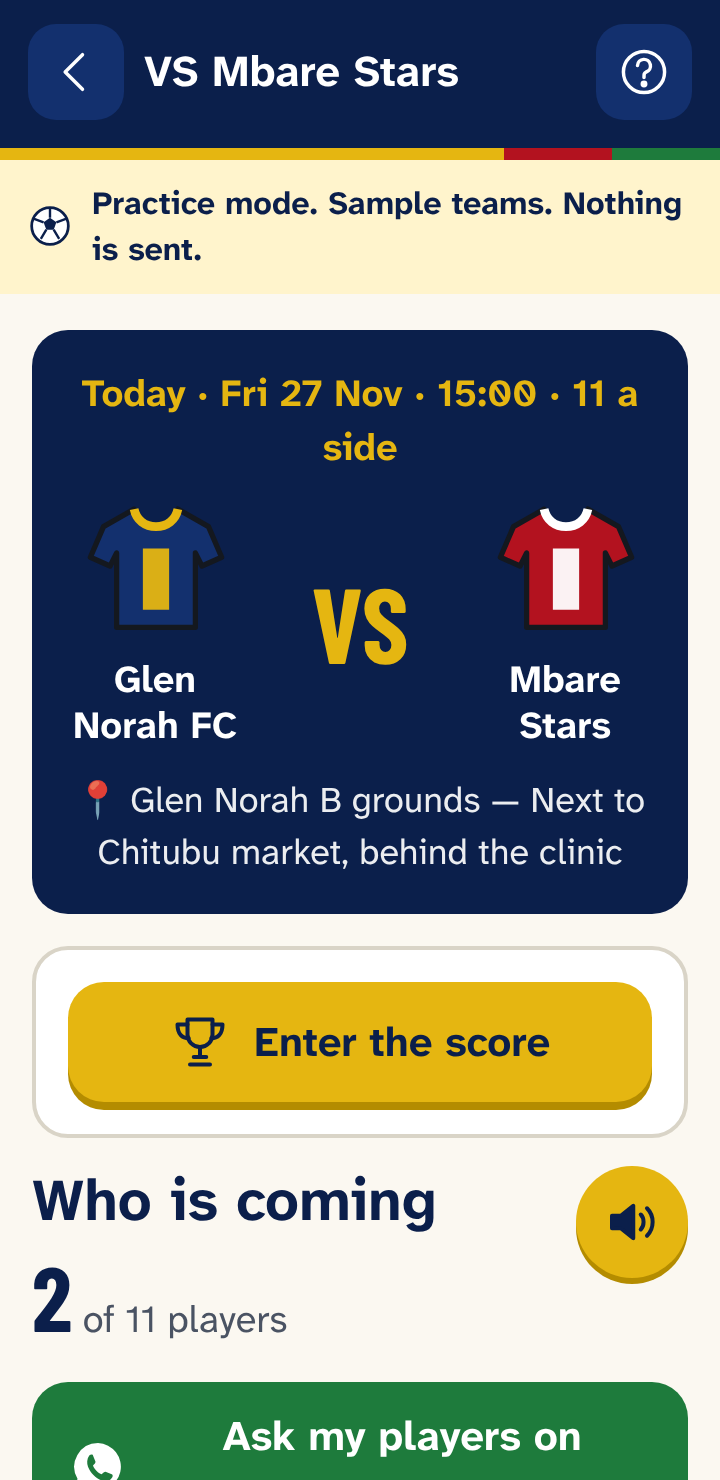 VS Mbare Stars
Practice mode. Sample teams. Nothing
is sent.
Today · Fri 27 Nov · 15:00 · 11 a
side
VS
Glen
Norah FC
Mbare
Stars
📍 Glen Norah B grounds — Next to
Chitubu market, behind the clinic
Enter the score
Who is coming
2 of 11 players
Ask my players on